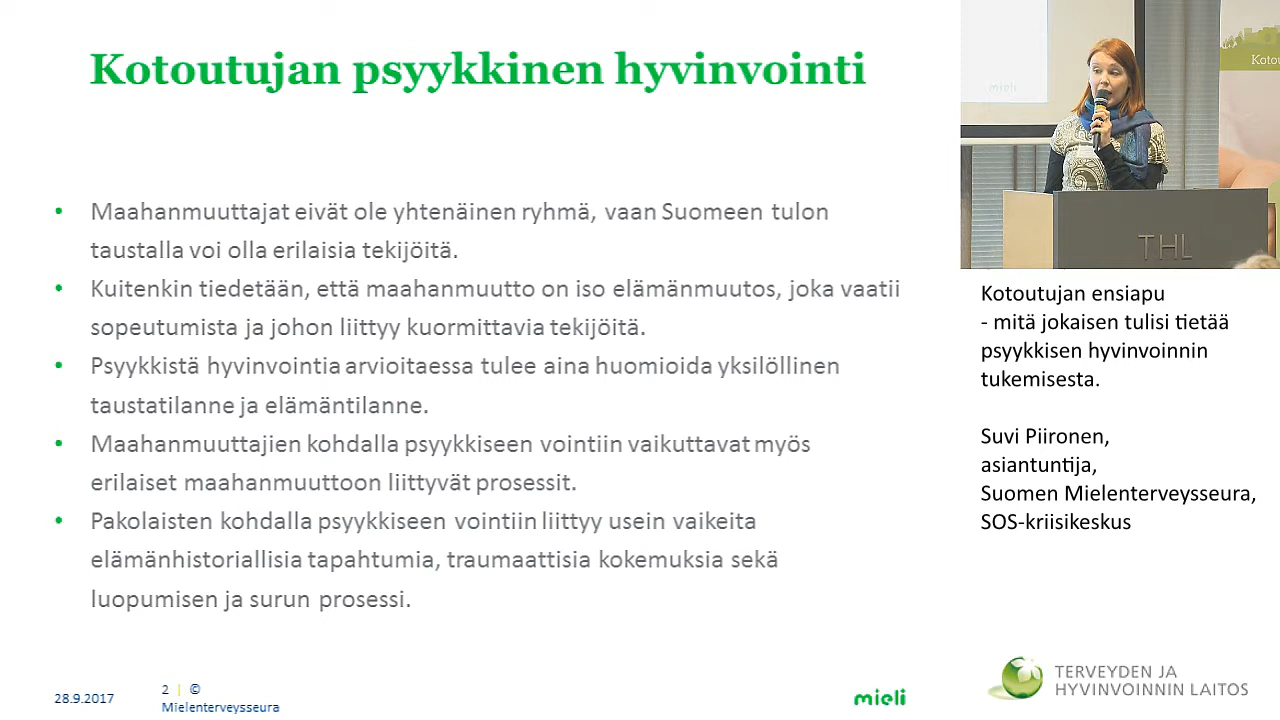 Kotoutujan psyykkinen hyvinvointi
• Maahanmuuttajat eivät ole yhtenäinen ryhmä, vaan Suomeen tulon
taustalla voi olla erilaisia tekijöitä.
• Kuitenkin tiedetään, että maahanmuutto on iso elämänmuutos, joka vaatii
sopeutumista ja johon liittyy kuormittavia tekijöitä.
• Psyykkistä hyvinvointia arvioitaessa tulee aina huomioida yksilöllinen
taustatilanne ja elämäntilanne.
• Maahanmuuttajien kohdalla psyykkiseen vointiin vaikuttavat myös
erilaiset maahanmuuttoon liittyvät prosessit.
• Pakolaisten kohdalla psyykkiseen vointiin liittyy usein vaikeita
elämänhistoriallisia tapahtumia, traumaattisia kokemuksia sekä
luopumisen ja surun prosessi.
28.9.2017
2 | ©
Mielenterveysseura
mieli
mieli
Kotou
THL
Kotoutujan ensiapu
- mitä jokaisen tulisi tietää
psyykkisen hyvinvoinnin
tukemisesta.
Suvi Piironen,
asiantuntija,
Suomen Mielenterveysseura,
SOS-kriisikeskus
TERVEYDEN JA
HYVINVOINNIN LAITOS